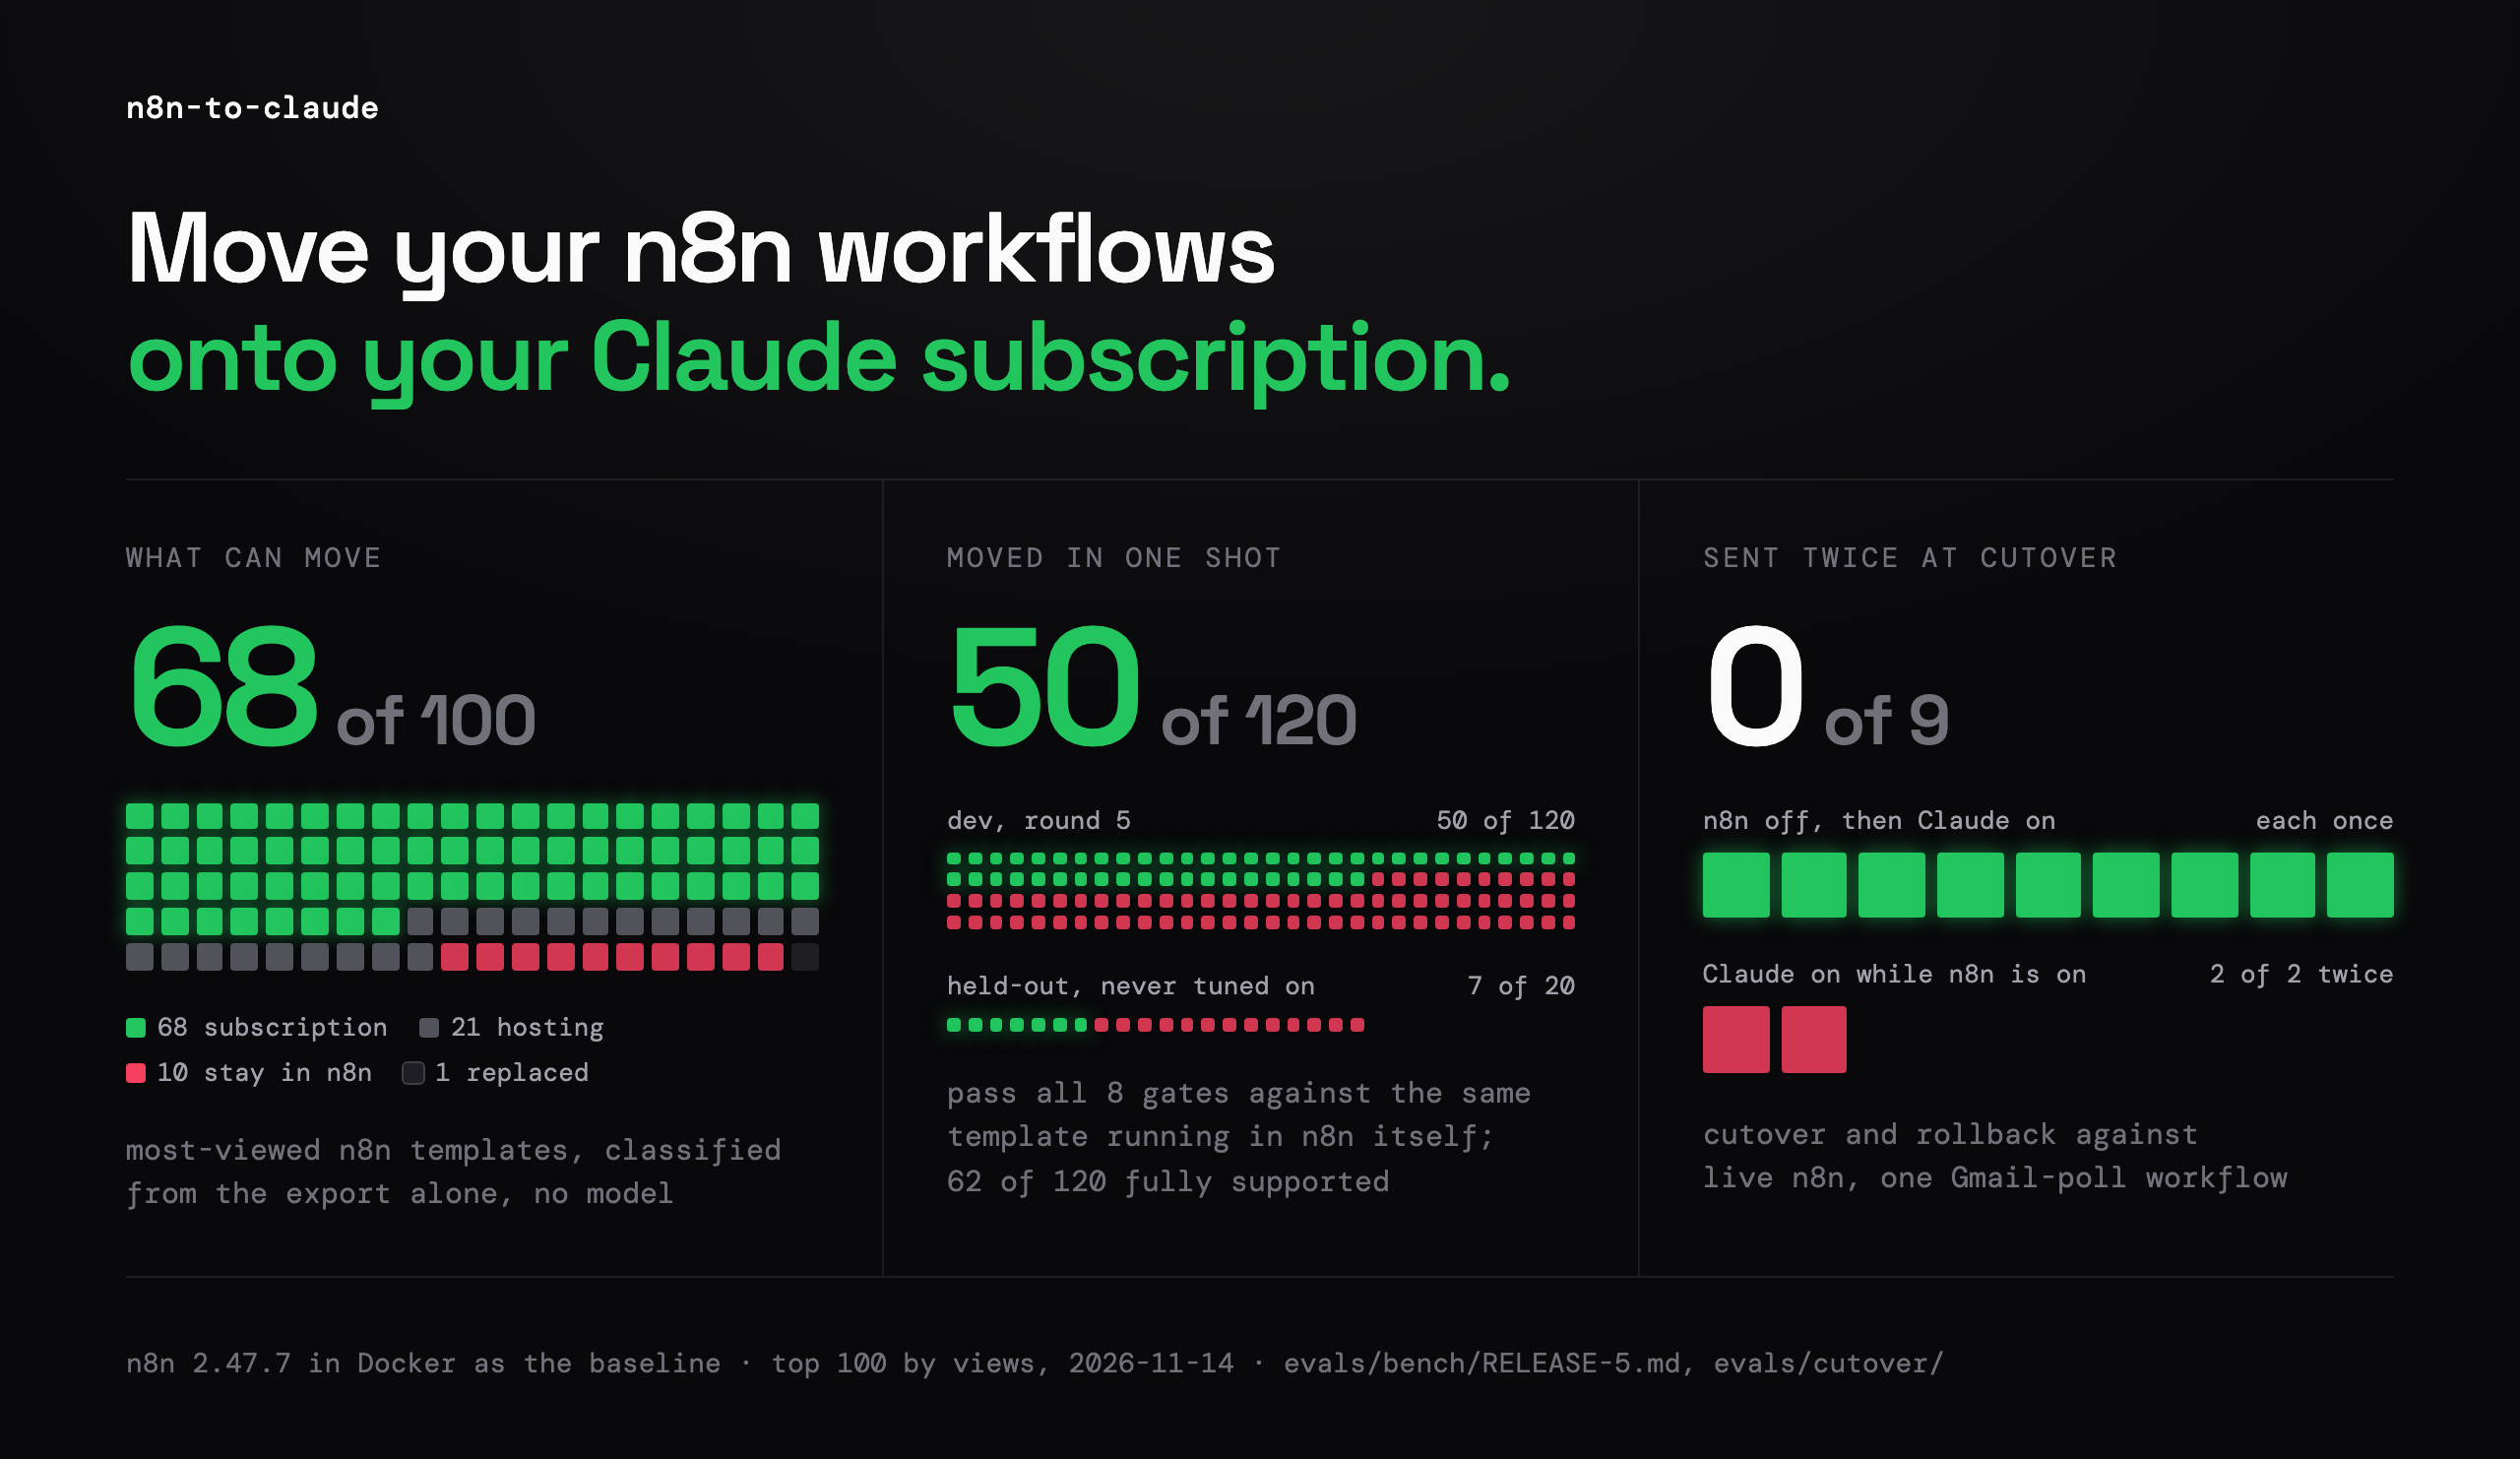 n8n-to-claude
Move your n8n workflows
onto your Claude subscription.
WHAT CAN MOVE
68 of 100
68 subscription
21 hosting
10 stay in n8n
1 replaced
most-viewed n8n templates, classified
from the export alone, no model
MOVED IN ONE SHOT
50 of 120
dev, round 5
50 of 120
held-out, never tuned on
7 of 20
pass all 8 gates against the same
template running in n8n itself;
62 of 120 fully supported
SENT TWICE AT CUTOVER
0 of 9
n8n off, then Claude on
each once
Claude on while n8n is on
2 of 2 twice
cutover and rollback against
live n8n, one Gmail-poll workflow
n8n 2.47.7 in Docker as the baseline · top 100 by views, 2026-11-14 · evals/bench/RELEASE-5.md, evals/cutover/